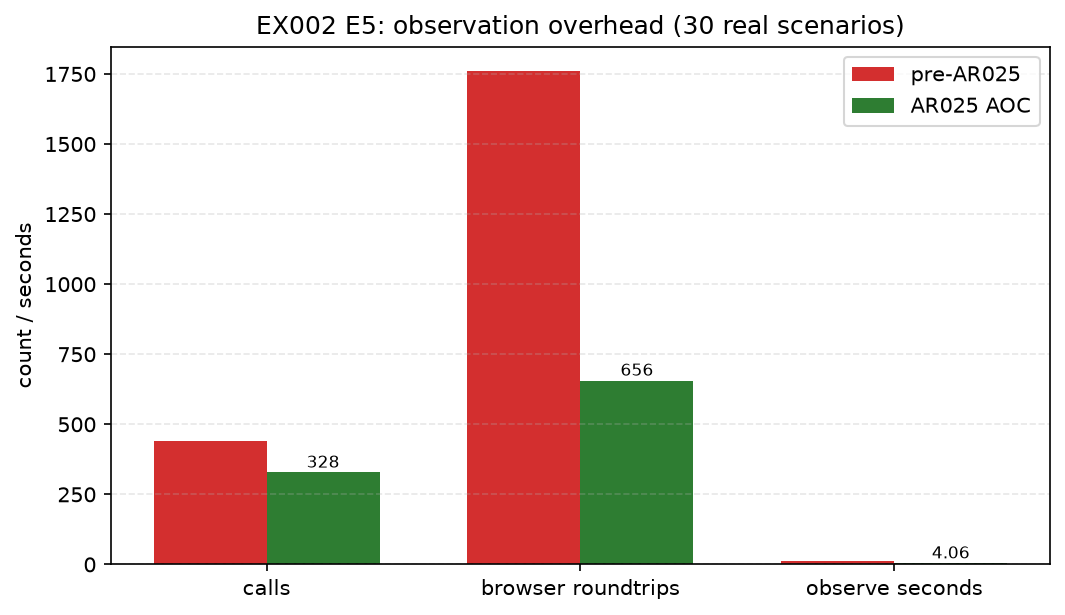 EX002 E5: observation overhead (30 real scenarios)
pre-AR025
AR025 AOC
count / seconds
1750
1500
1250
1000
750
500
250
0
328
656
4.06
calls
browser roundtrips
observe seconds